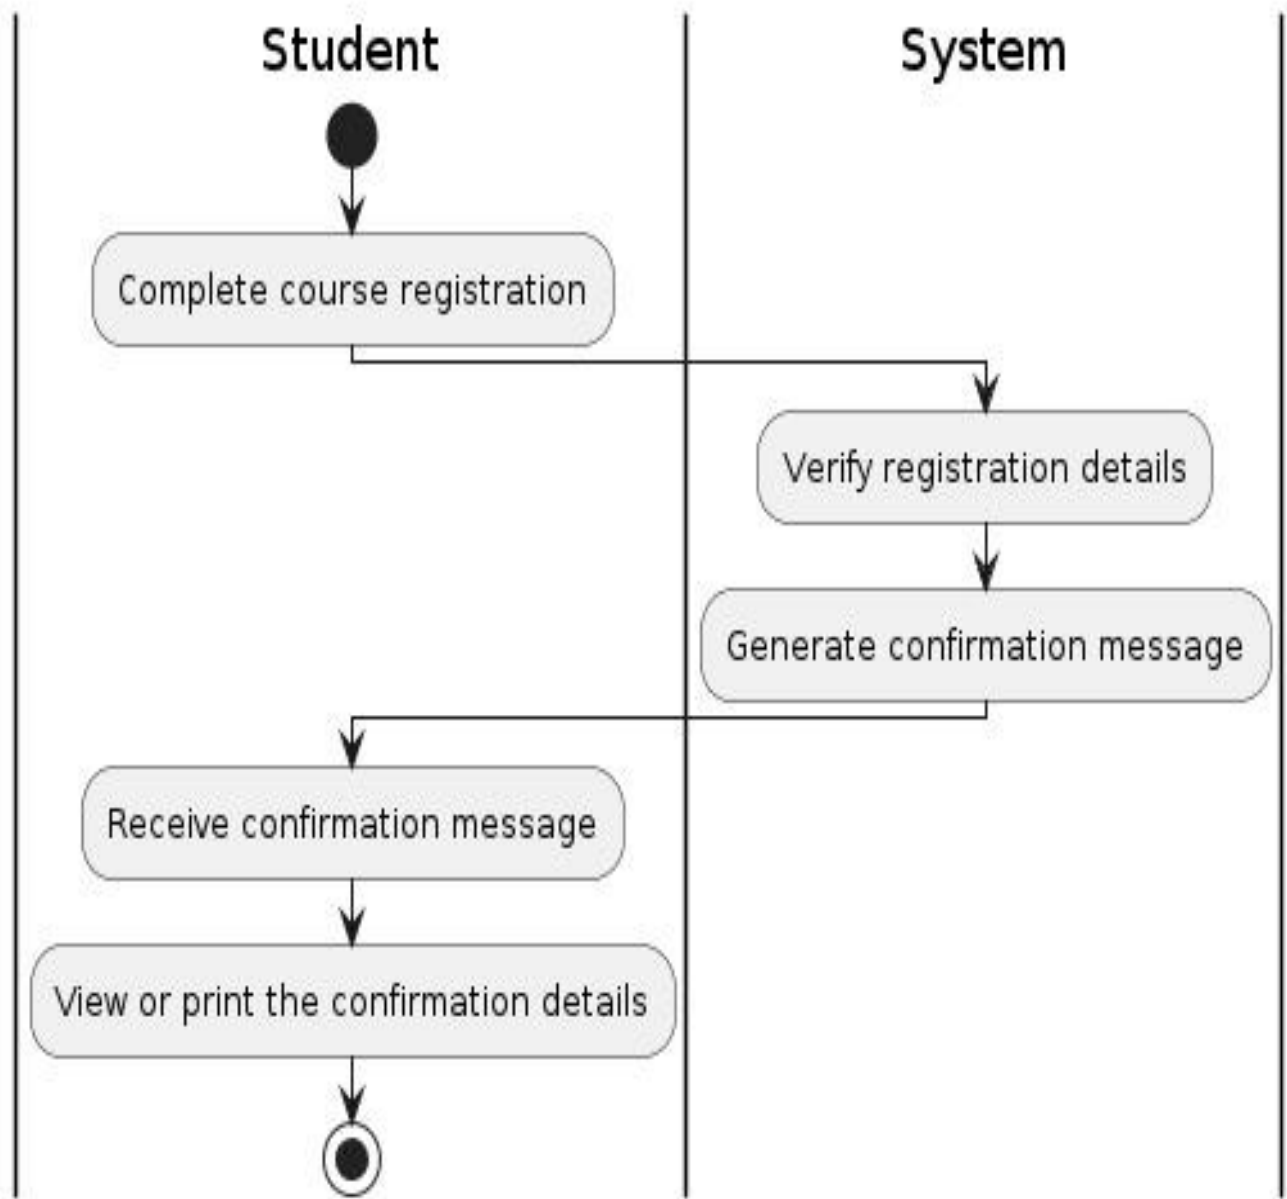 Student
System
Complete course registration
Verify registration details
Generate confirmation message
Receive confirmation message
View or print the confirmation details